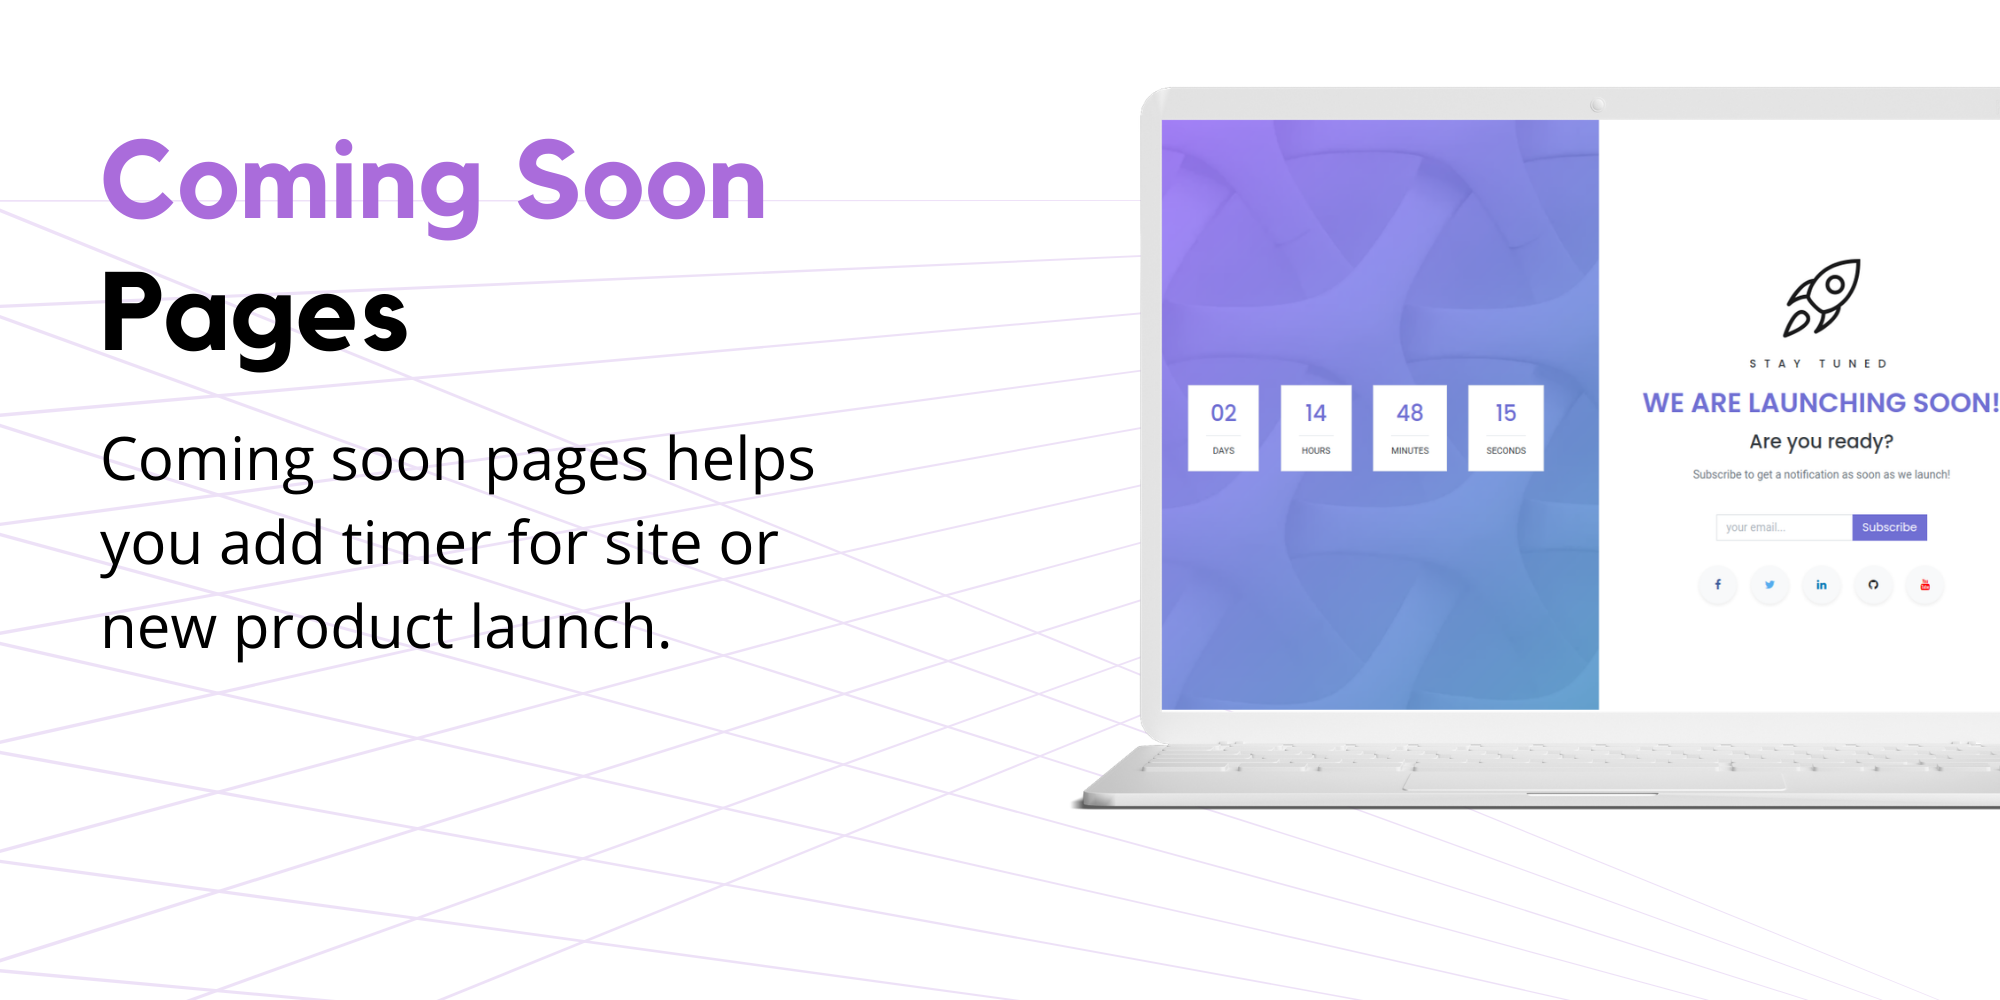 Coming Soon
Pages
Coming soon pages helps
you add timer for site or
new product launch.
02 14 48 15
DAYS HOURS MINUTES SECONDS
STAY TUNED
WE ARE LAUNCHING SOON!
Are you ready?
Subscribe to get a notification as soon as we launch!
your email... Subscribe